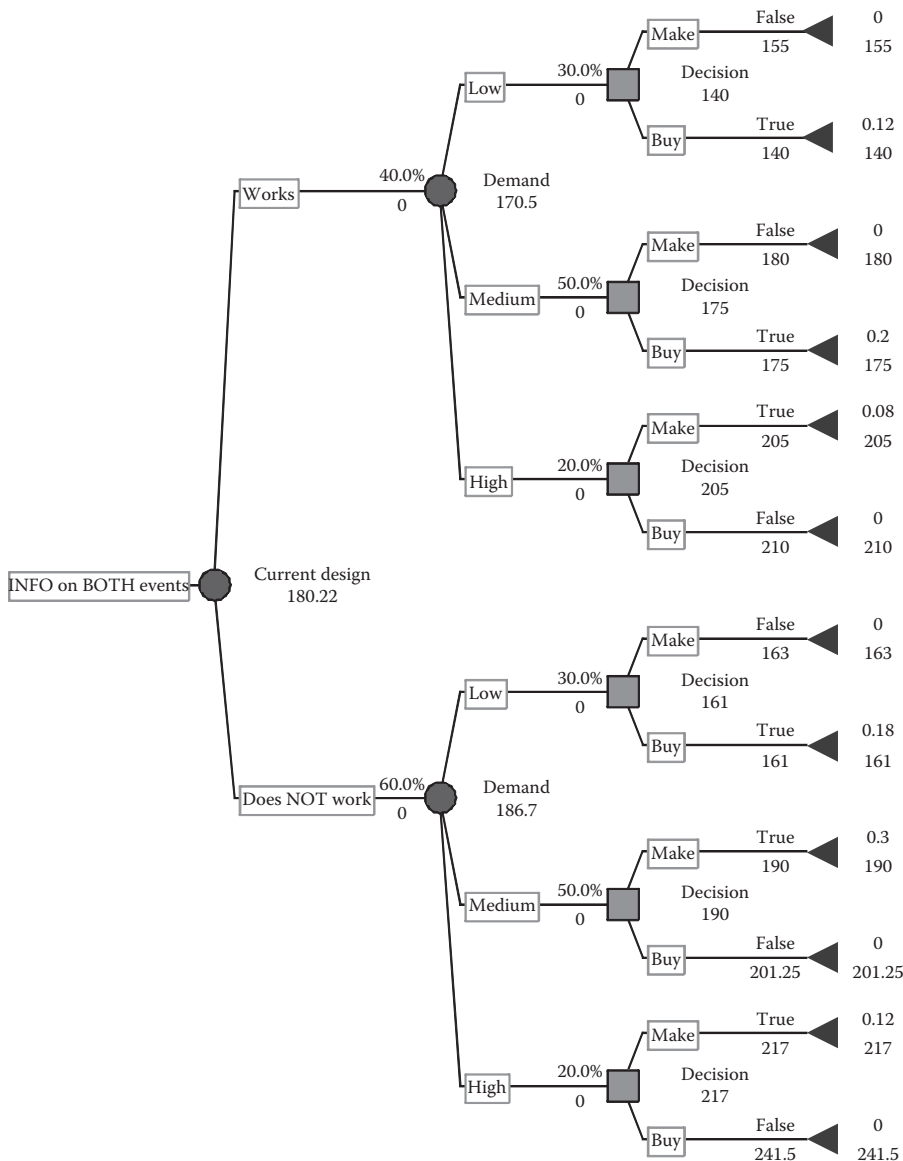 False 0
Make 155 155
30.0% Decision
Low 0 140
True 0.12
Buy 140 140
40.0% Demand
Works 0 170.5
False 0
Make 180 180
50.0% Decision
Medium 0 175
True 0.2
Buy 175 175
True 0.08
Make 205 205
20.0% Decision
High 0 205
False 0
Buy 210 210
INFO on BOTH events
Current design
180.22
False 0
Make 163 163
30.0% Decision
Low 0 161
True 0.18
Buy 161 161
60.0% Demand
Does NOT work 0 186.7
True 0.3
Make 190 190
50.0% Decision
Medium 0 190
False 0
Buy 201.25 201.25
True 0.12
Make 217 217
20.0% Decision
High 0 217
False 0
Buy 241.5 241.5